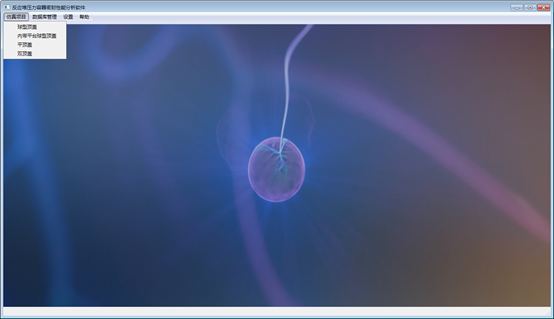 反应堆压力容器密封性能分析软件
仿真项目 数据库管理 设置 帮助
球型顶盖
内带平台球型顶盖
平顶盖
双顶盖